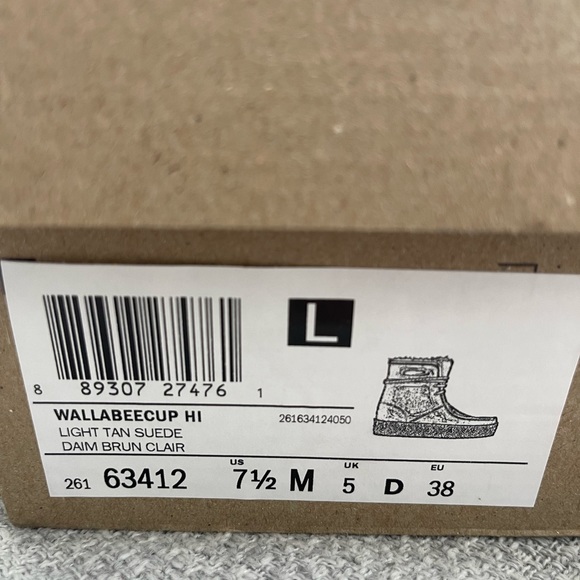 L
8 89307 27476 1
WALLABEECUP HI 261634124050
LIGHT TAN SUEDE
DAIM BRUN CLAIR
US UK EU
261 63412 7½ M 5 D 38